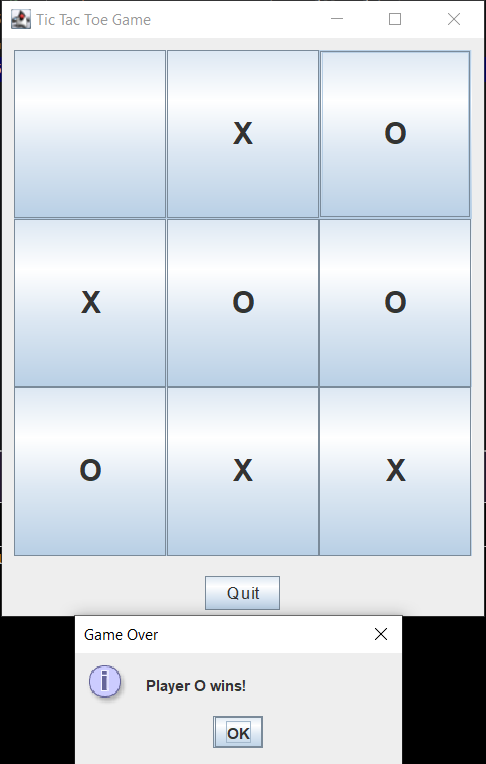 Tic Tac Toe Game
X O
X O O
O X X
Quit
Game Over
i
Player O wins!
OK